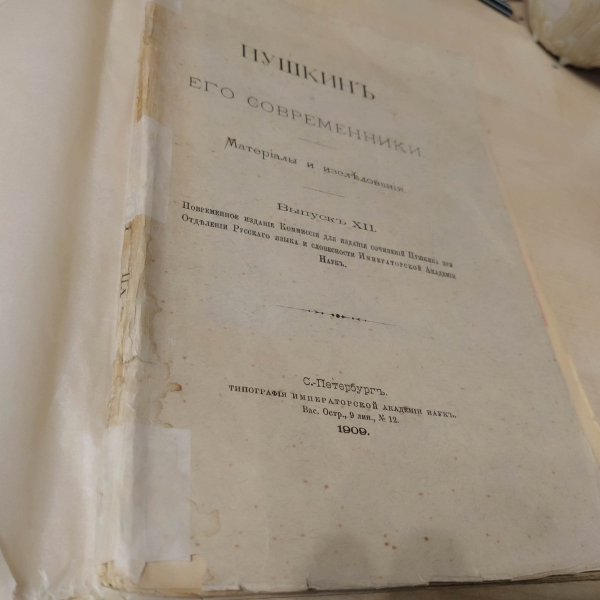 ПУШКИНЪ
ЕГО СОВРЕМЕННИКИ
Матеріалы и изслѣдованія
Выпускъ XII.
Повременное изданіе Коммиссіи для изданія сочиненій Пушкина при
Отдѣленіи Русскаго языка и словесности Императорской Академіи
Наукъ.
С.-Петербургъ.
ТИПОГРАФІЯ ИМПЕРАТОРСКОЙ АКАДЕМІИ НАУКЪ.
Вас. Остр., 9 лин., № 12.
1909.